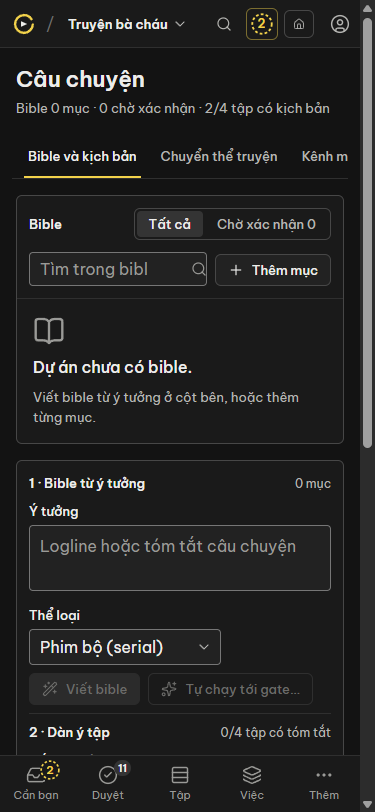 / Truyện bà cháu
2
Câu chuyện
Bible 0 mục · 0 chờ xác nhận · 2/4 tập có kịch bản
Bible và kịch bản Chuyển thể truyện Kênh m
Bible Tất cả Chờ xác nhận 0
Tìm trong bibl + Thêm mục
Dự án chưa có bible.
Viết bible từ ý tưởng ở cột bên, hoặc thêm
từng mục.
1 · Bible từ ý tưởng 0 mục
Ý tưởng
Logline hoặc tóm tắt câu chuyện
Thể loại
Phim bộ (serial)
Viết bible Tự chạy tới gate...
2 · Dàn ý tập 0/4 tập có tóm tắt
2 11
Cần bạn Duyệt Tập Việc Thêm